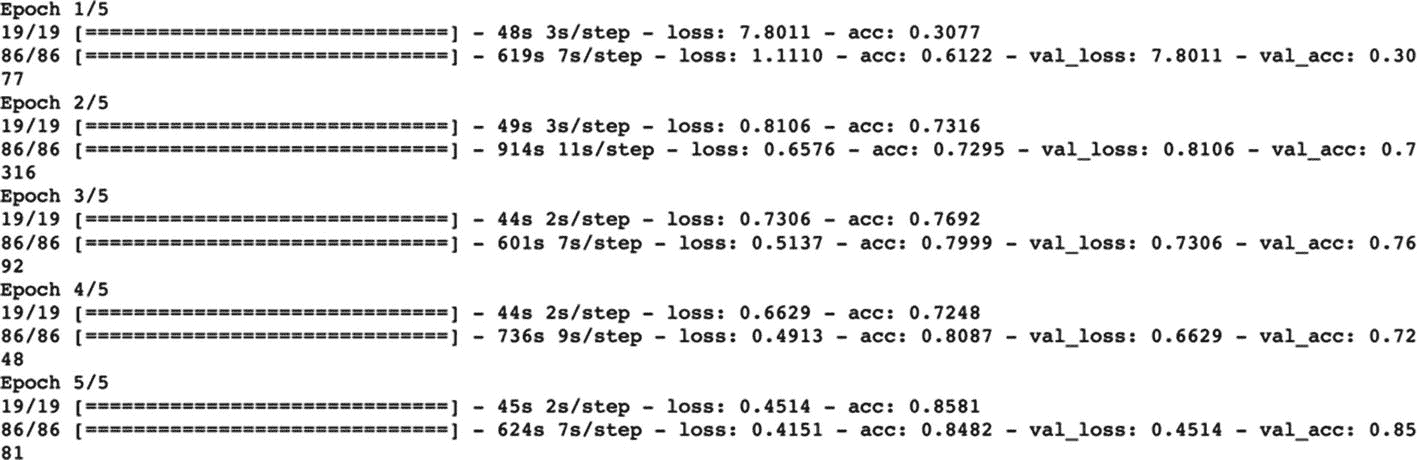 Epoch 1/5
19/19 [==============================] - 48s 3s/step - loss: 7.8011 - acc: 0.3077
86/86 [==============================] - 619s 7s/step - loss: 1.1110 - acc: 0.6122 - val_loss: 7.8011 - val_acc: 0.30
77
Epoch 2/5
19/19 [==============================] - 49s 3s/step - loss: 0.8106 - acc: 0.7316
86/86 [==============================] - 914s 11s/step - loss: 0.6576 - acc: 0.7295 - val_loss: 0.8106 - val_acc: 0.7
316
Epoch 3/5
19/19 [==============================] - 44s 2s/step - loss: 0.7306 - acc: 0.7692
86/86 [==============================] - 601s 7s/step - loss: 0.5137 - acc: 0.7999 - val_loss: 0.7306 - val_acc: 0.76
92
Epoch 4/5
19/19 [==============================] - 44s 2s/step - loss: 0.6629 - acc: 0.7248
86/86 [==============================] - 736s 9s/step - loss: 0.4913 - acc: 0.8087 - val_loss: 0.6629 - val_acc: 0.72
48
Epoch 5/5
19/19 [==============================] - 45s 2s/step - loss: 0.4514 - acc: 0.8581
86/86 [==============================] - 624s 7s/step - loss: 0.4151 - acc: 0.8482 - val_loss: 0.4514 - val_acc: 0.85
81